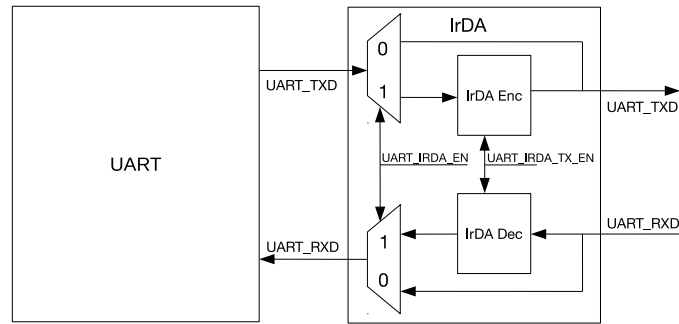 IrDA
0
UART_TXD
1
IrDA Enc
UART_TXD
UART
UART_IRDA_EN
UART_IRDA_TX_EN
UART_RXD
1
IrDA Dec
UART_RXD
0